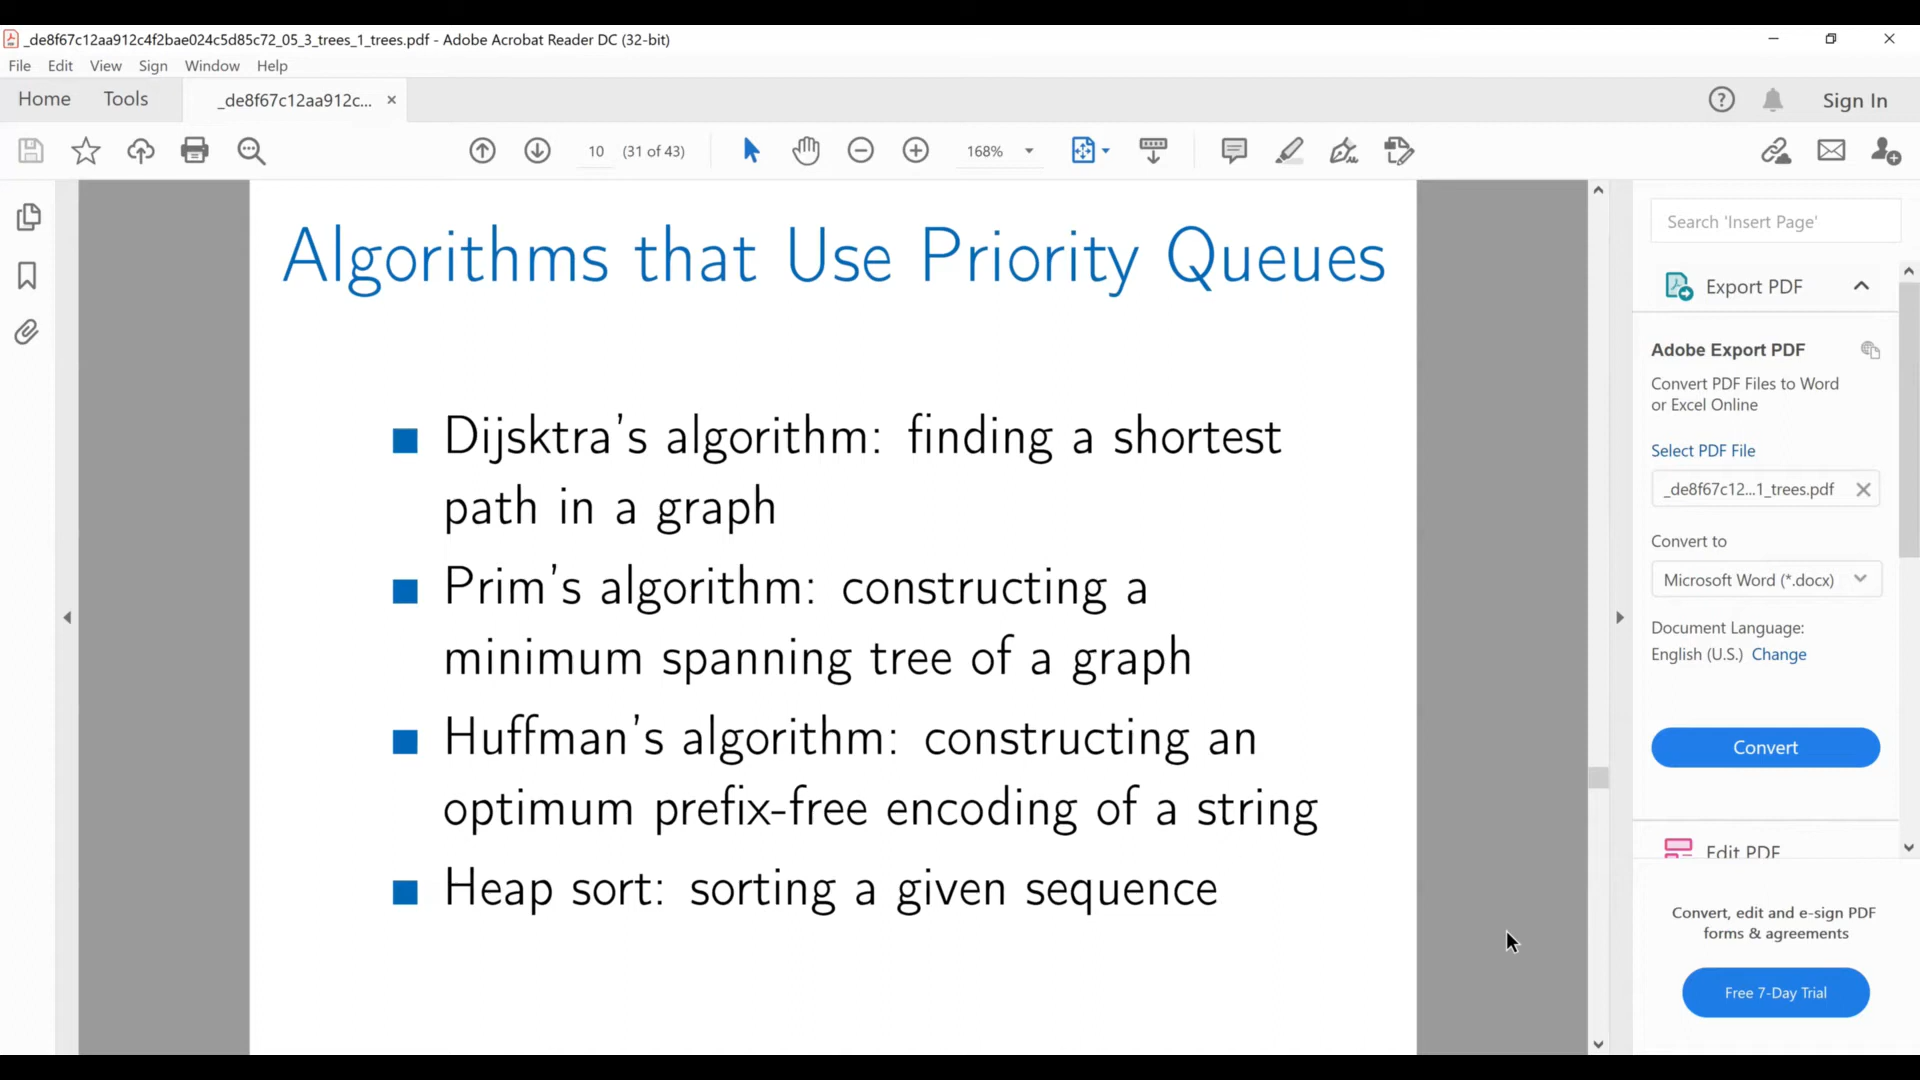 _de8f67c12aa912c4f2bae024c5d85c72_05_3_trees_1_trees.pdf - Adobe Acrobat Reader DC (32-bit)
File Edit View Sign Window Help
Home Tools _de8f67c12aa912c... × Sign In
10 (31 of 43) 168%
Algorithms that Use Priority Queues
Dijsktra's algorithm: finding a shortest
path in a graph
Prim's algorithm: constructing a
minimum spanning tree of a graph
Huffman's algorithm: constructing an
optimum prefix-free encoding of a string
Heap sort: sorting a given sequence
Search 'Insert Page'
Export PDF
Adobe Export PDF
Convert PDF Files to Word
or Excel Online
Select PDF File
_de8f67c12...1_trees.pdf
Convert to
Microsoft Word (*.docx)
Document Language:
English (U.S.) Change
Convert
Edit PDF
Convert, edit and e-sign PDF
forms & agreements
Free 7-Day Trial